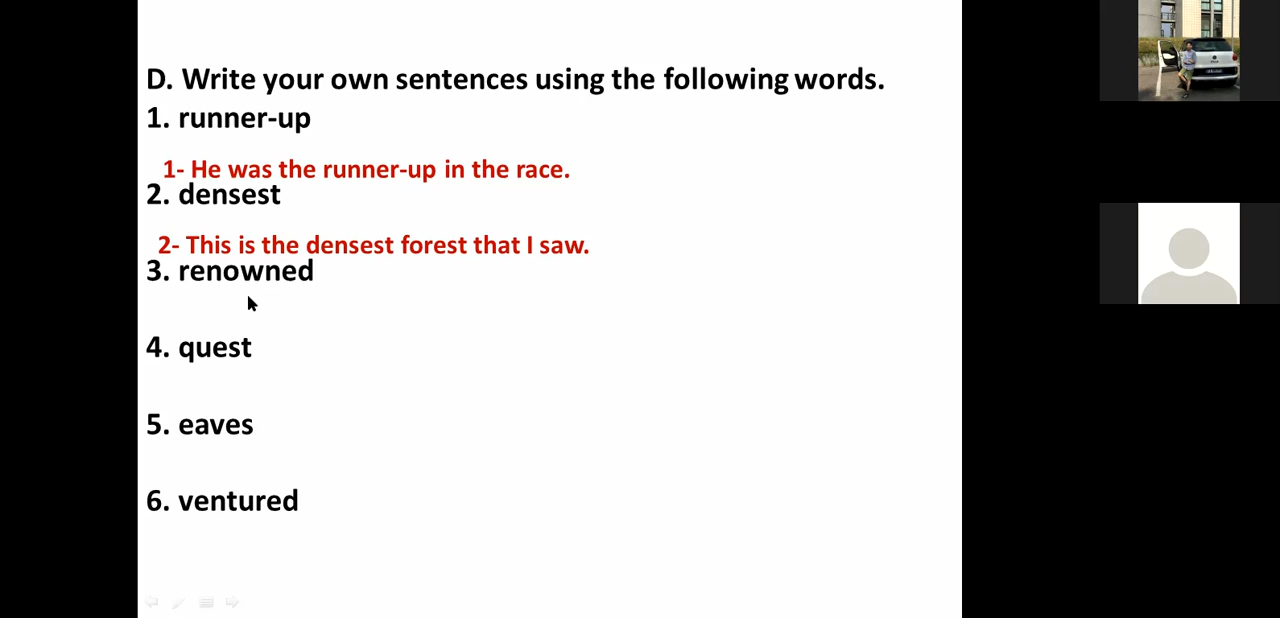 D. Write your own sentences using the following words.
1. runner-up
1- He was the runner-up in the race.
2. densest
2- This is the densest forest that I saw.
3. renowned
4. quest
5. eaves
6. ventured